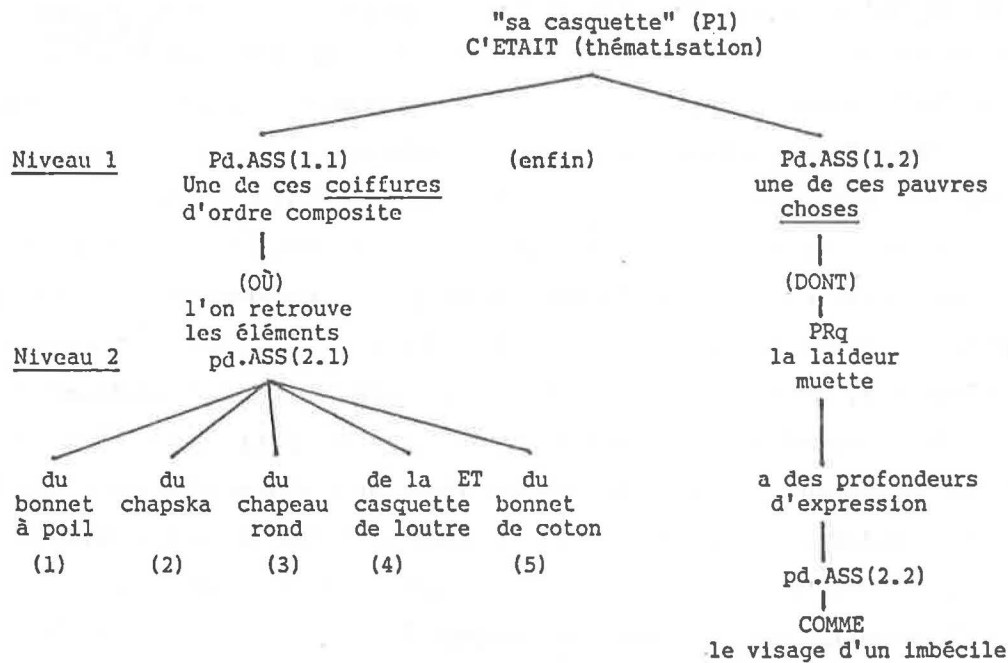 "sa casquette" (P1)
C'ETAIT (thématisation)
Niveau 1
Pd.ASS(1.1)
Une de ces coiffures
d'ordre composite
(enfin)
Pd.ASS(1.2)
une de ces pauvres
choses
(OÙ)
l'on retrouve
les éléments
Niveau 2
pd.ASS(2.1)
(DONT)
PRq
la laideur
muette
du
bonnet
à poil
(1)
du
chapska
(2)
du
chapeau
rond
(3)
de la
casquette
de loutre
(4)
ET
du
bonnet
de coton
(5)
a des profondeurs
d'expression
pd.ASS(2.2)
COMME
le visage d'un imbécile